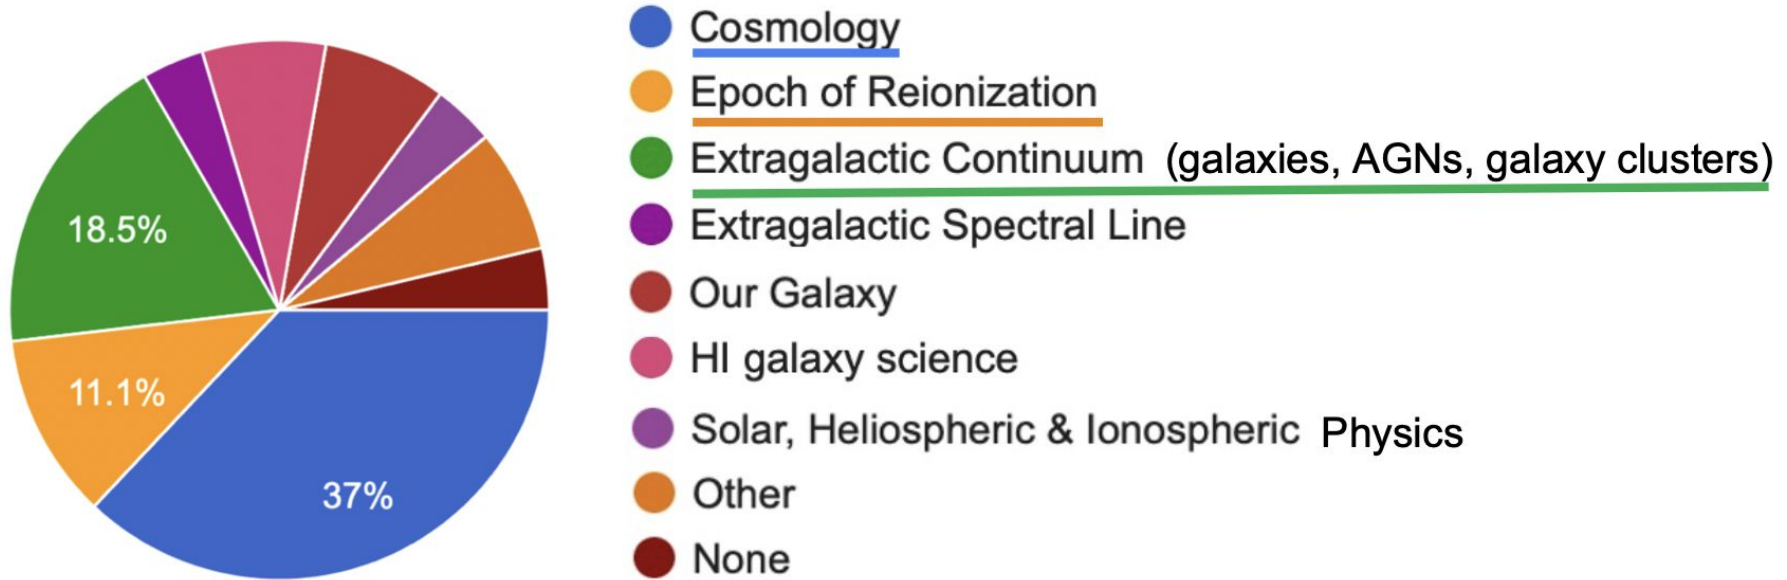 18.5%
11.1%
37%
Cosmology
Epoch of Reionization
Extragalactic Continuum (galaxies, AGNs, galaxy clusters)
Extragalactic Spectral Line
Our Galaxy
HI galaxy science
Solar, Heliospheric & Ionospheric Physics
Other
None